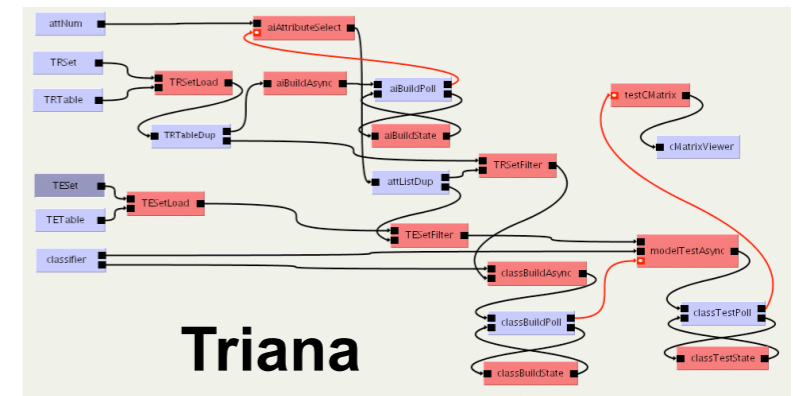 attNum
aiAttributeSelect
TRSet
TRSetLoad
aiBuildAsync
aiBuildPoll
testCMatrix
TRTable
TRTableDup
aiBuildState
cMatrixViewer
TRSetFilter
TESet
attListDup
TESetLoad
TETable
TESetFilter
classifier
modelTestAsync
classBuildAsync
classBuildPoll
classTestPoll
Triana
classTestState
classBuildState